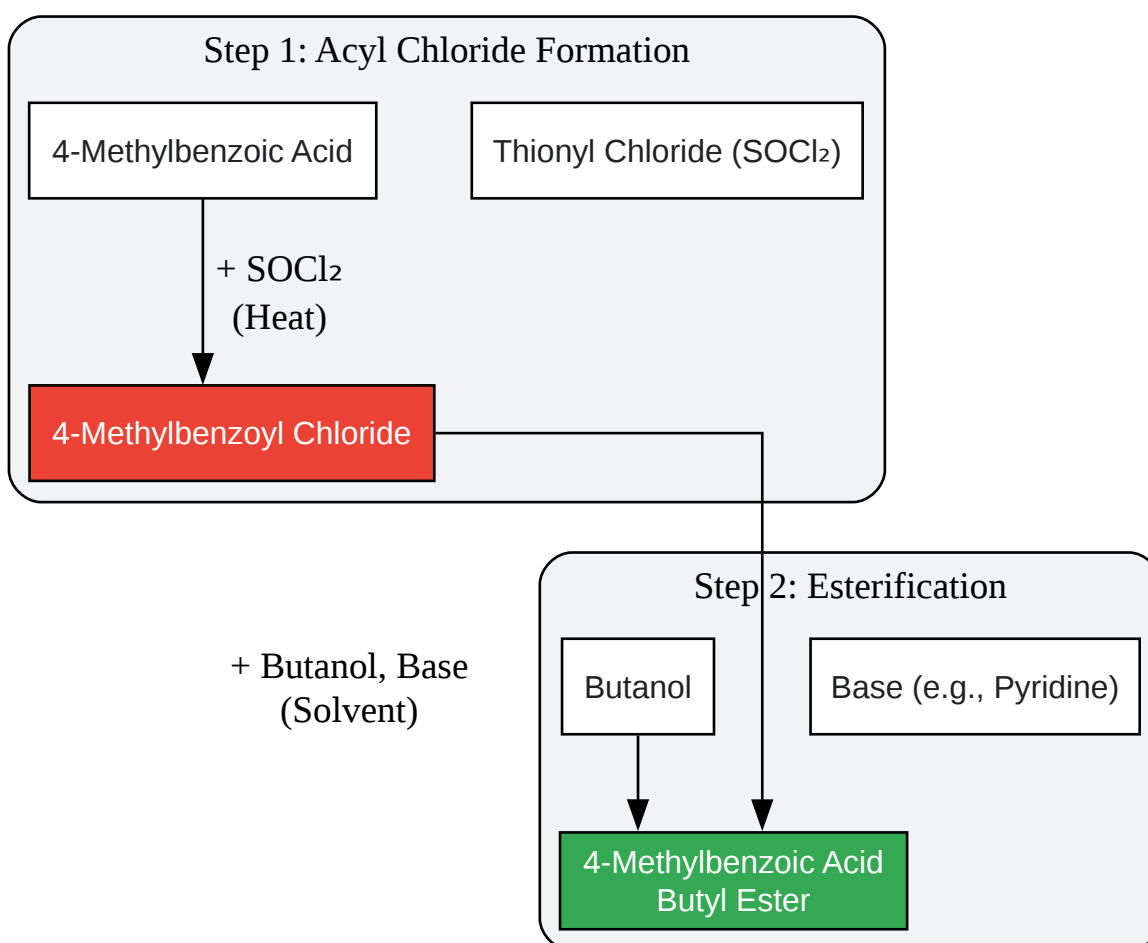 Step 1: Acyl Chloride Formation
4-Methylbenzoic Acid
Thionyl Chloride (SOCl₂)
+ SOCl₂
(Heat)
4-Methylbenzoyl Chloride
Step 2: Esterification
+ Butanol, Base
(Solvent)
Butanol
Base (e.g., Pyridine)
4-Methylbenzoic Acid
Butyl Ester